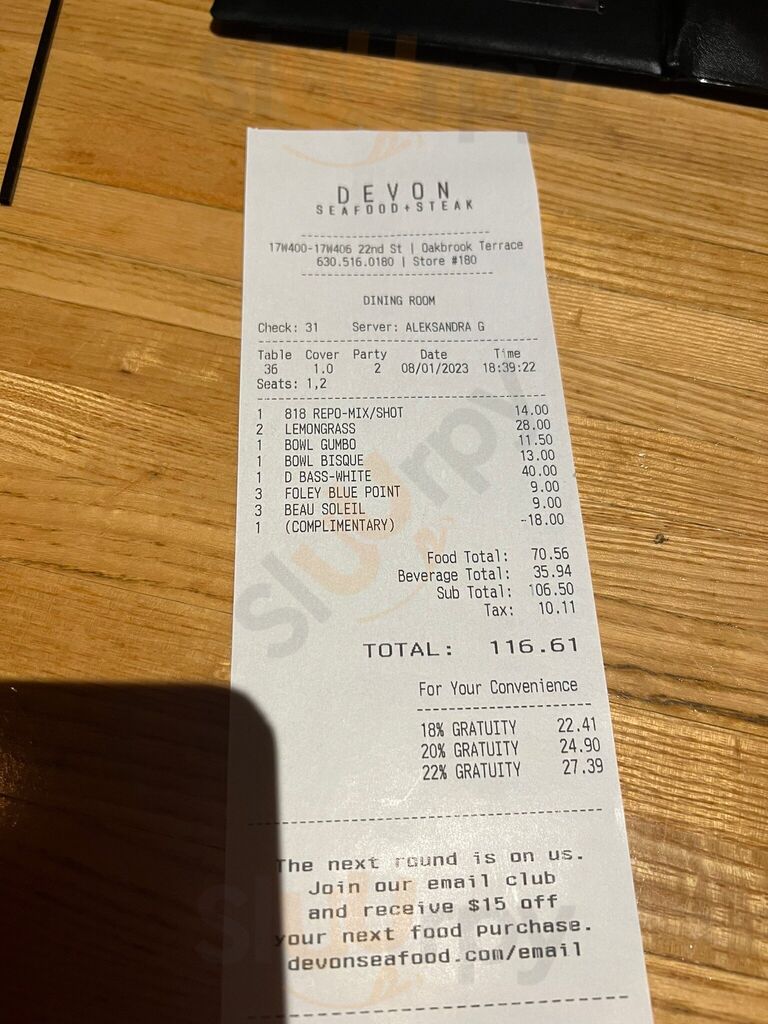 DEVON
SEAFOOD+STEAK
17W400-17W406 22nd St | Oakbrook Terrace
630.516.0180 | Store #180
DINING ROOM
Check: 31 Server: ALEKSANDRA G
Table Cover Party Date Time
36 1.0 2 08/01/2023 18:39:22
Seats: 1,2
1 818 REPO-MIX/SHOT 14.00
2 LEMONGRASS 28.00
1 BOWL GUMBO 11.50
1 BOWL BISQUE 13.00
1 D BASS-WHITE 40.00
3 FOLEY BLUE POINT 9.00
3 BEAU SOLEIL 9.00
1 (COMPLIMENTARY) -18.00
Food Total: 70.56
Beverage Total: 35.94
Sub Total: 106.50
Tax: 10.11
TOTAL: 116.61
For Your Convenience
18% GRATUITY 22.41
20% GRATUITY 24.90
22% GRATUITY 27.39
The next round is on us.
Join our email club
and receive $15 off
your next food purchase.
devonseafood.com/email
Slurrpy